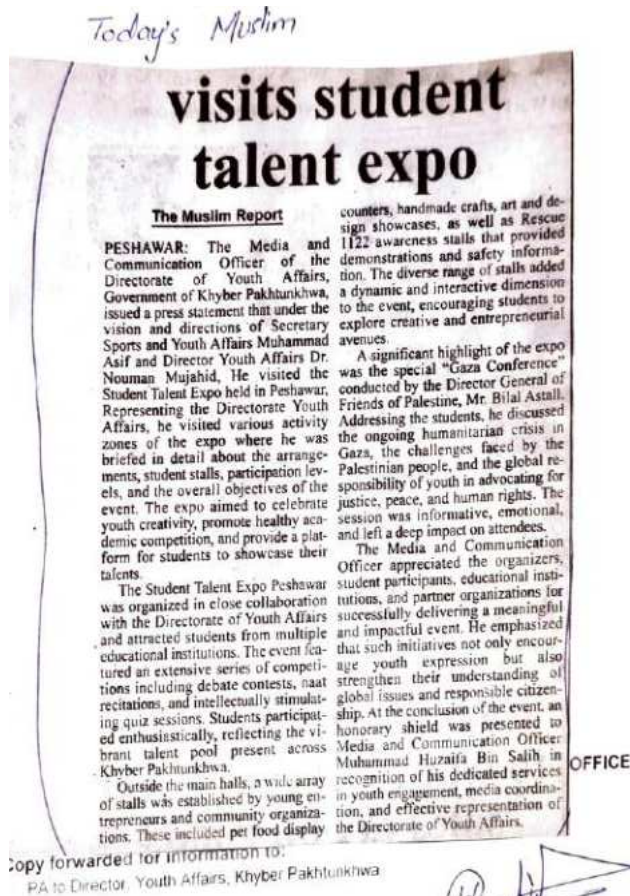 Today's Muslim
visits student
talent expo
The Muslim Report
PESHAWAR: The Media and
Communication Officer of the
Directorate of Youth Affairs,
Government of Khyber Pakhtunkhwa,
issued a press statement that under the
vision and directions of Secretary
Sports and Youth Affairs Muhammad
Asif and Director Youth Affairs Dr.
Nouman Mujahid, He visited the
Student Talent Expo held in Peshawar,
Representing the Directorate Youth
Affairs, he visited various activity
zones of the expo where he was
briefed in detail about the arrange-
ments, student stalls, participation lev-
els, and the overall objectives of the
event. The expo aimed to celebrate
youth creativity, promote healthy aca-
demic competition, and provide a plat-
form for students to showcase their
talents.
The Student Talent Expo Peshawar
was organized in close collaboration
with the Directorate of Youth Affairs
and attracted students from multiple
educational institutions. The event fea-
tured an extensive series of competi-
tions including debate contests, naat
recitations, and intellectually stimulat-
ing quiz sessions. Students participat-
ed enthusiastically, reflecting the vi-
brant talent pool present across
Khyber Pakhtunkhwa.
Outside the main halls, a wide array
of stalls was established by young en-
trepreneurs and community organiza-
tions. These included pet food display
counters, handmade crafts, art and de-
sign showcases, as well as Rescue
1122 awareness stalls that provided
demonstrations and safety informa-
tion. The diverse range of stalls added
a dynamic and interactive dimension
to the event, encouraging students to
explore creative and entrepreneurial
avenues.
A significant highlight of the expo
was the special "Gaza Conference"
conducted by the Director General of
Friends of Palestine, Mr. Bilal Astall.
Addressing the students, he discussed
the ongoing humanitarian crisis in
Gaza, the challenges faced by the
Palestinian people, and the global re-
sponsibility of youth in advocating for
justice, peace, and human rights. The
session was informative, emotional,
and left a deep impact on attendees.
The Media and Communication
Officer appreciated the organizers,
student participants, educational insti-
tutions, and partner organizations for
successfully delivering a meaningful
and impactful event. He emphasized
that such initiatives not only encour-
age youth expression but also
strengthen their understanding of
global issues and responsible citizen-
ship. At the conclusion of the event, an
honorary shield was presented to
Media and Communication Officer
Muhammad Huzaifa Bin Salih in
recognition of his dedicated services
in youth engagement, media coordina-
tion, and effective representation of
the Directorate of Youth Affairs.
OFFICE
copy forwarded for information to:
PA to Director, Youth Affairs, Khyber Pakhtunkhwa